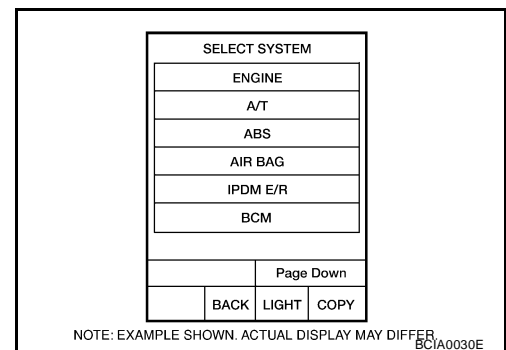 SELECT SYSTEM
ENGINE
A/T
ABS
AIR BAG
IPDM E/R
BCM
Page Down
BACK LIGHT COPY
NOTE: EXAMPLE SHOWN. ACTUAL DISPLAY MAY DIFFER.
BCIA0030E